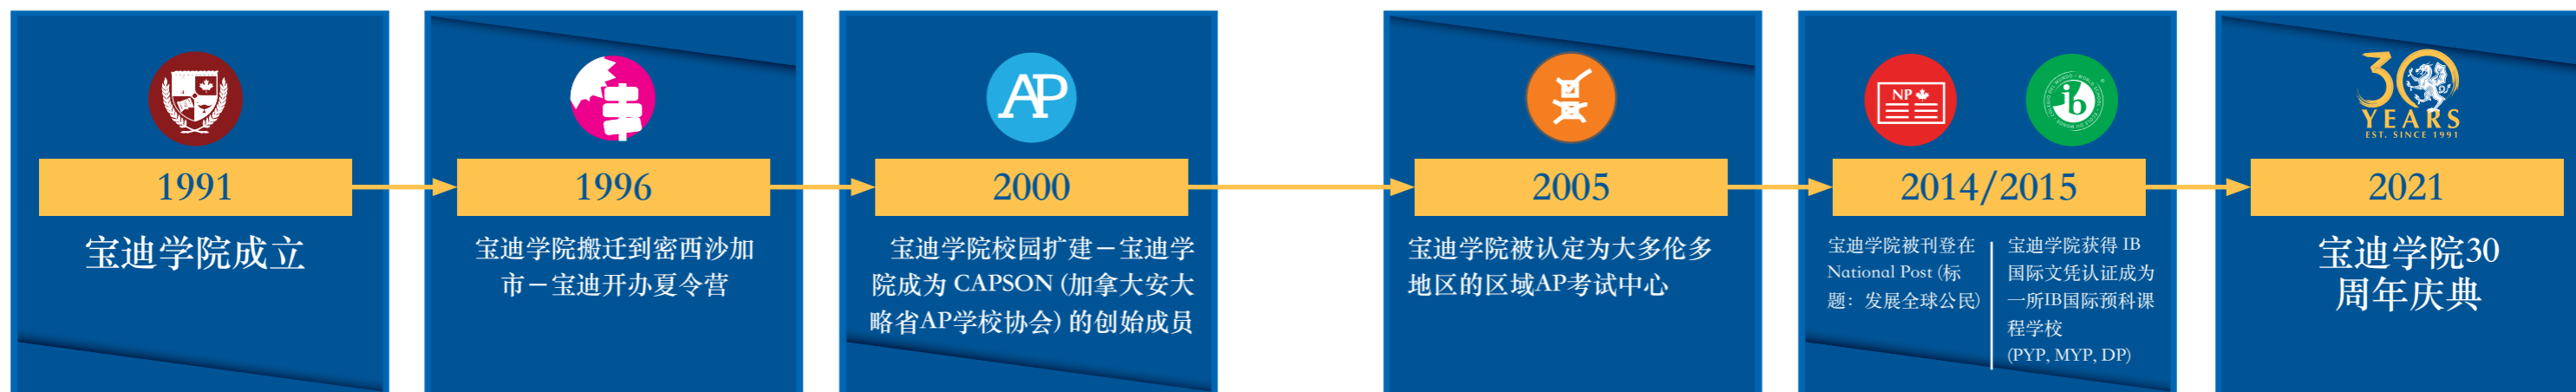 AP
NP
ib
30
YEARS
EST. SINCE 1991
1991
1996
2000
2005
2014/2015
2021
宝迪学院成立
宝迪学院搬迁到密西沙加
市－宝迪开办夏令营
宝迪学院校园扩建－宝迪学
院成为 CAPSON (加拿大安大
略省AP学校协会) 的创始成员
宝迪学院被认定为大多伦多
地区的区域AP考试中心
宝迪学院被刊登在
National Post (标
题：发展全球公民)
宝迪学院获得 IB
国际文凭认证成为
一所IB国际预科课
程学校
(PYP, MYP, DP)
宝迪学院30
周年庆典